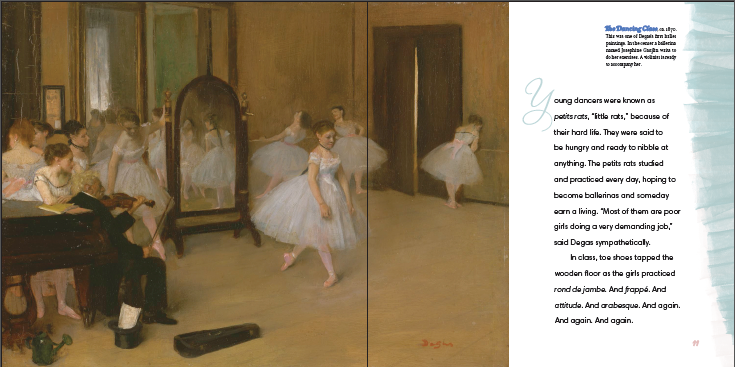 The Dancing Class ca. 1870.
This was one of Degas's first ballet
paintings. In the center a ballerina
named Josephine Gaujlin waits to
do her exercises. A violinist is ready
to accompany her.
Young dancers were known as
petits rats, "little rats," because of
their hard life. They were said to
be hungry and ready to nibble at
anything. The petits rats studied
and practiced every day, hoping to
become ballerinas and someday
earn a living. "Most of them are poor
girls doing a very demanding job,"
said Degas sympathetically.
In class, toe shoes tapped the
wooden floor as the girls practiced
rond de jambe. And frappé. And
attitude. And arabesque. And again.
And again. And again.
Degas